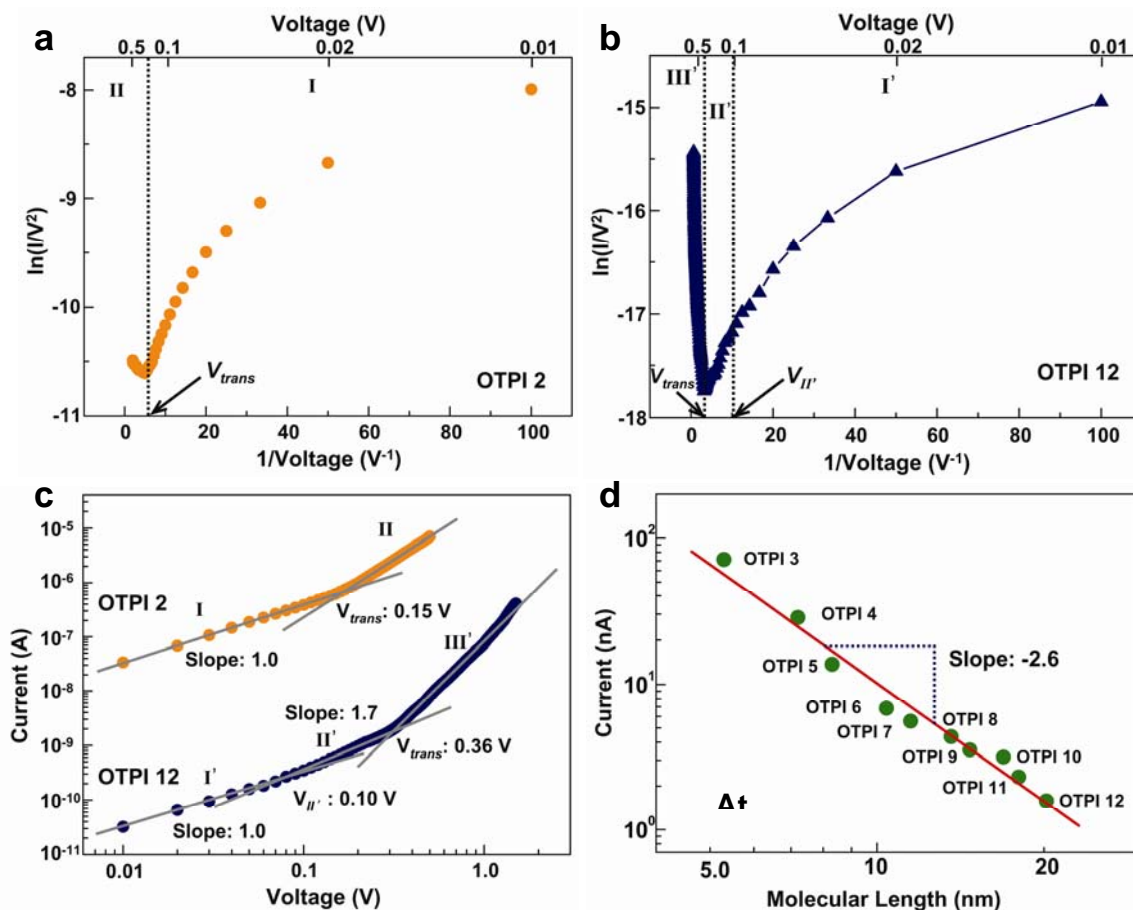 a
Voltage (V)
0.5 0.1 0.02 0.01
II
I
-8
-9
-10
-11
ln(I/V²)
V_trans
OTPI 2
0 20 40 60 80 100
1/Voltage (V⁻¹)
b
Voltage (V)
0.5 0.1 0.02 0.01
III'
II'
I'
-15
-16
-17
-18
ln(I/V²)
V_trans
V_II'
OTPI 12
0 20 40 60 80 100
1/Voltage (V⁻¹)
c
10⁻⁵
10⁻⁶
10⁻⁷
10⁻⁸
10⁻⁹
10⁻¹⁰
10⁻¹¹
Current (A)
II
OTPI 2
I
V_trans: 0.15 V
Slope: 1.0
III'
Slope: 1.7
II'
V_trans: 0.36 V
OTPI 12
I'
V_II' : 0.10 V
Slope: 1.0
0.01 0.1 1.0
Voltage (V)
d
10²
10¹
10⁰
Current (nA)
OTPI 3
OTPI 4
Slope: -2.6
OTPI 5
OTPI 6
OTPI 7
OTPI 8
OTPI 9
OTPI 10
OTPI 11
OTPI 12
5.0 10 20
Molecular Length (nm)